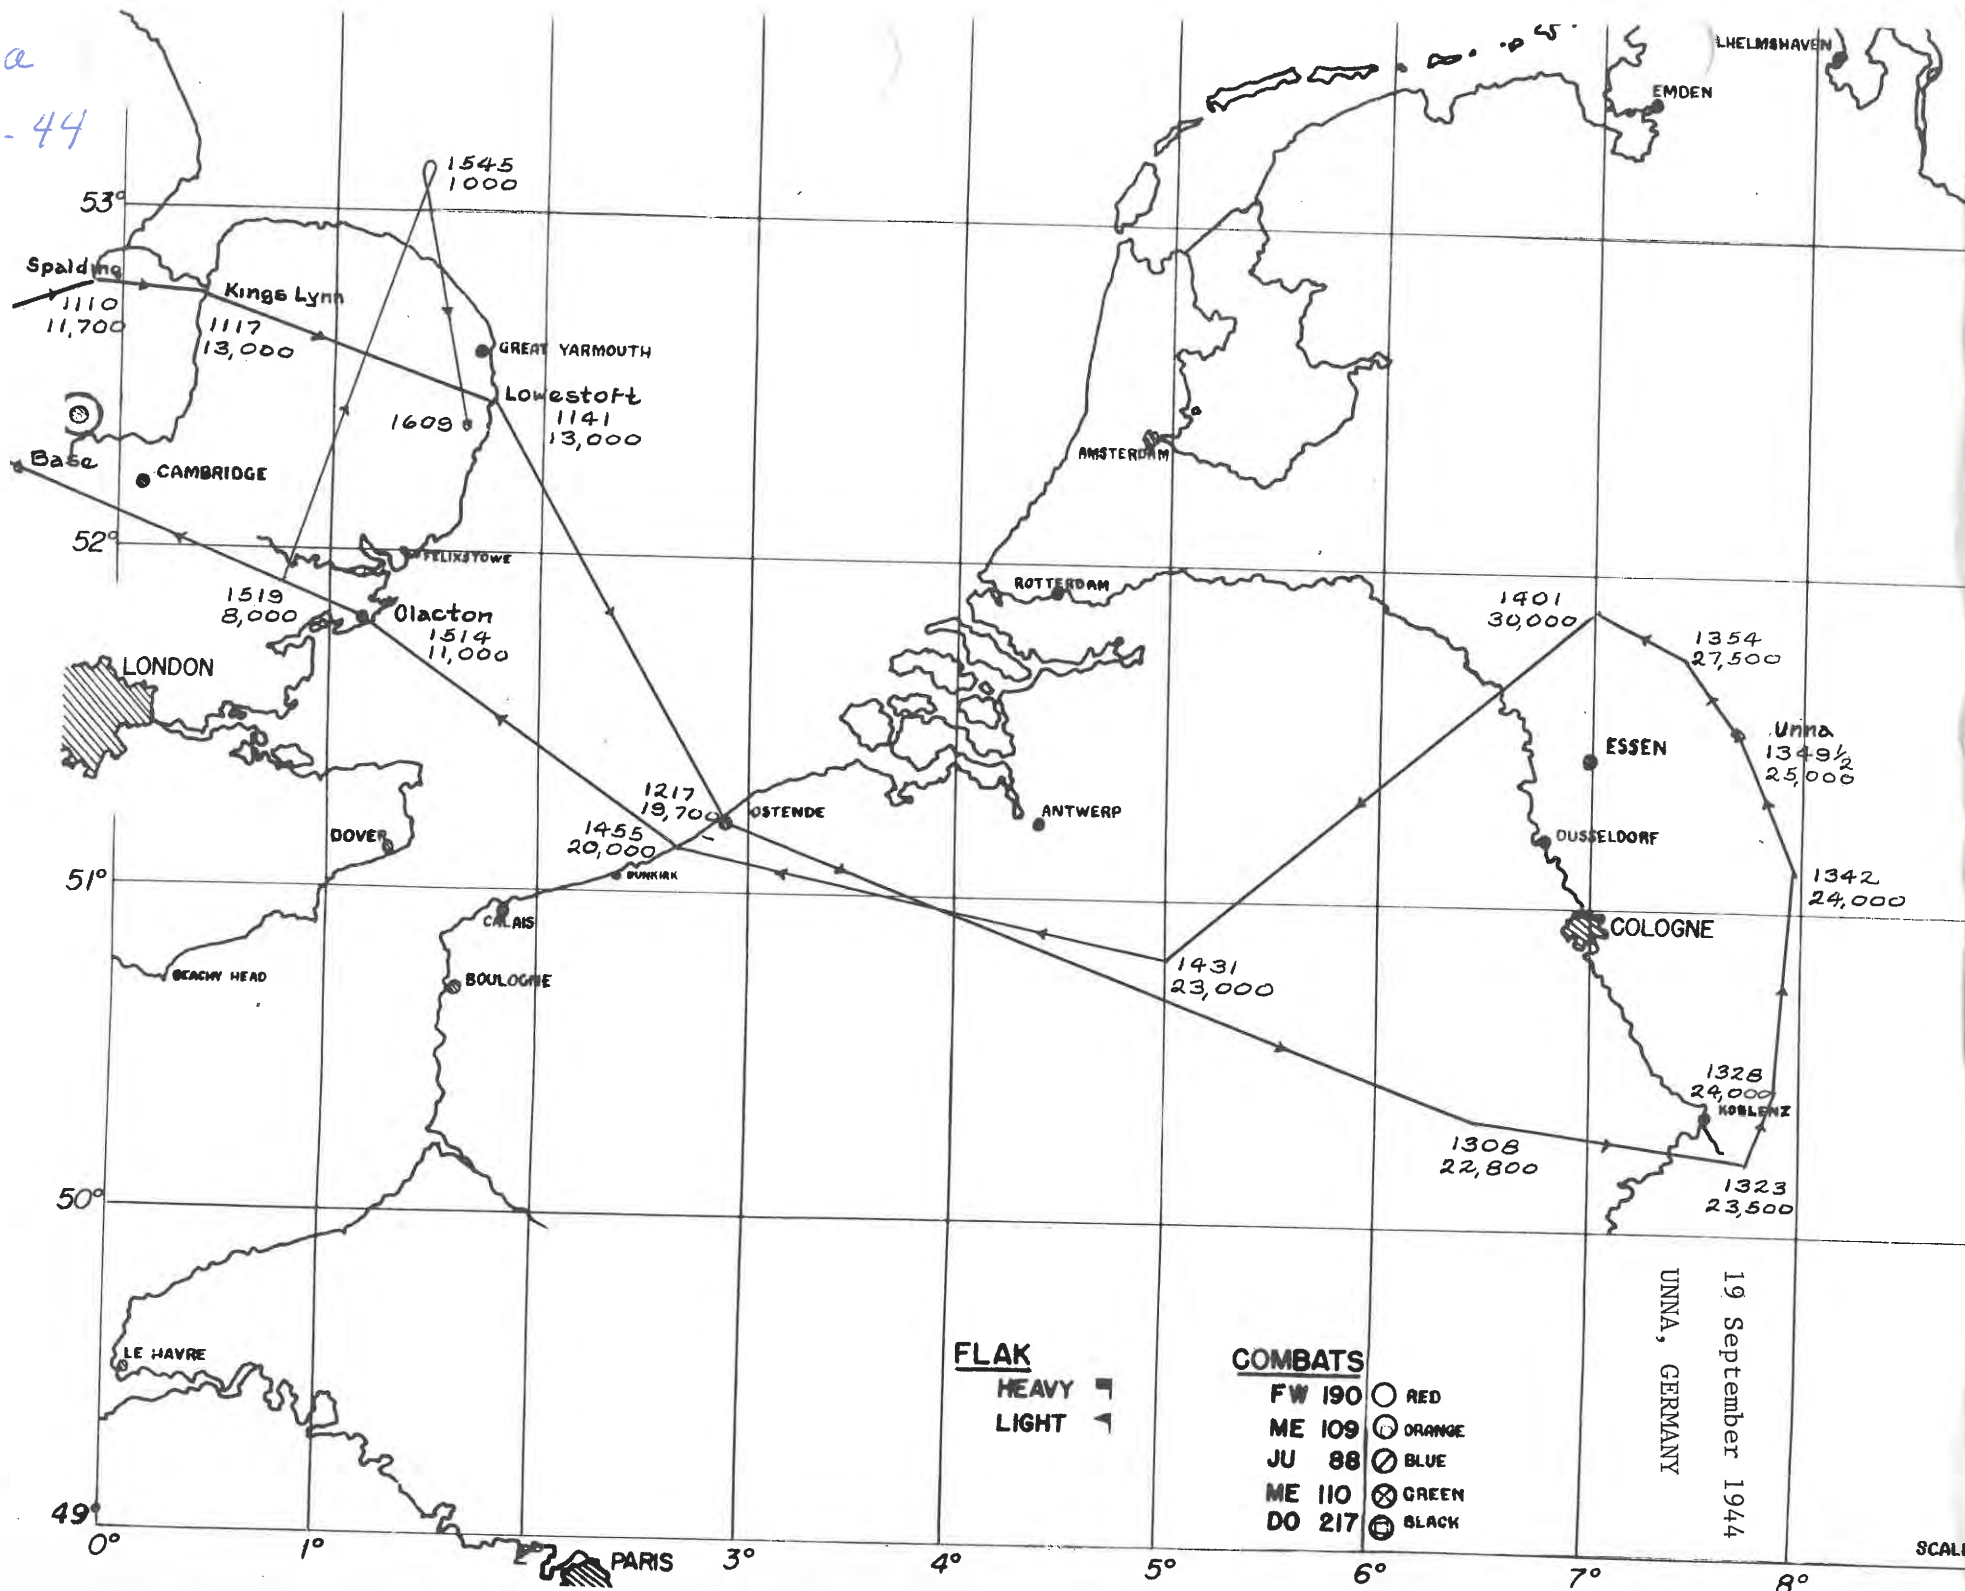 a
- 44
LHELMSHAVEN
EMDEN
1545
1000
53°
Spalding
1110
11,700
Kings Lynn
1117
13,000
GREAT YARMOUTH
Lowestoft
1141
13,000
1609
Base
CAMBRIDGE
AMSTERDAM
52°
FELIXSTOWE
1519
8,000
Clacton
1514
11,000
ROTTERDAM
1401
30,000
1354
27,500
LONDON
Unna
1349½
25,000
ESSEN
1217
19,700
OSTENDE
ANTWERP
1455
20,000
DOVER
DUNKIRK
DUSSELDORF
51°
1342
24,000
CALAIS
COLOGNE
BEACHY HEAD
BOULOGNE
1431
23,000
1328
24,000
KOBLENZ
1308
22,800
1323
23,500
50°
19 September 1944
UNNA, GERMANY
LE HAVRE
FLAK
HEAVY
LIGHT
COMBATS
FW 190 RED
ME 109 ORANGE
JU 88 BLUE
ME 110 GREEN
DO 217 BLACK
49
0° 1° PARIS 3° 4° 5° 6° 7° 8°
SCALE